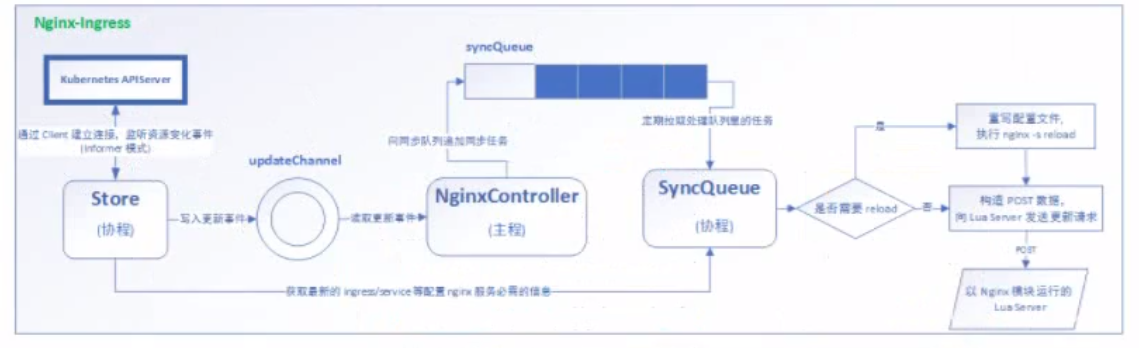 Nginx-Ingress
syncQueue
Kubernetes APIServer
通过 Client 建立连接，监听资源变化事件
(Informer 模式)
向同步队列追加同步任务
定期拉取处理队列里的任务
是
重写配置文件,
执行 nginx -s reload
updateChannel
Store
(协程)
写入更新事件
读取更新事件
NginxController
(主程)
SyncQueue
(协程)
是否需要 reload
否
构造 POST 数据，
向 Lua Server 发送更新请求
POST
获取最新的 ingress/service 等配置 nginx 服务必需的信息
以 Nginx 模块运行的
Lua Server